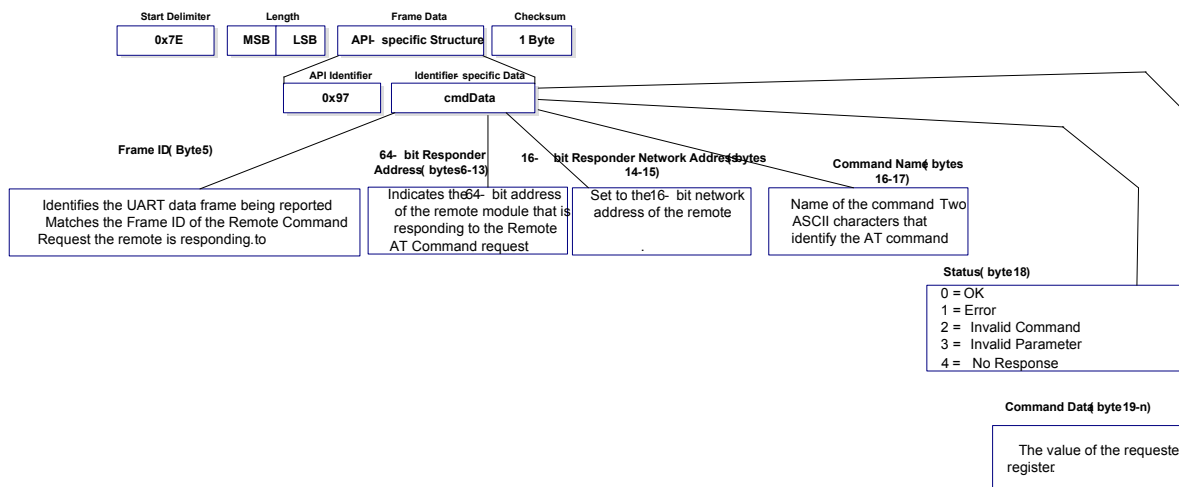 Start Delimiter Length Frame Data Checksum
0x7E MSB LSB API- specific Structure 1 Byte
API Identifier Identifier- specific Data
0x97 cmdData
Frame ID( Byte5)
64- bit Responder
Address( bytes6-13)
16- bit Responder Network Address( bytes
14-15)
Command Name( bytes
16-17)
Identifies the UART data frame being reported
Matches the Frame ID of the Remote Command
Request the remote is responding.to
Indicates the64- bit address
of the remote module that is
responding to the Remote
AT Command request
Set to the16- bit network
address of the remote
.
Name of the command Two
ASCII characters that
identify the AT command
Status( byte18)
0 = OK
1 = Error
2 = Invalid Command
3 = Invalid Parameter
4 = No Response
Command Data( byte19-n)
The value of the requeste
register.